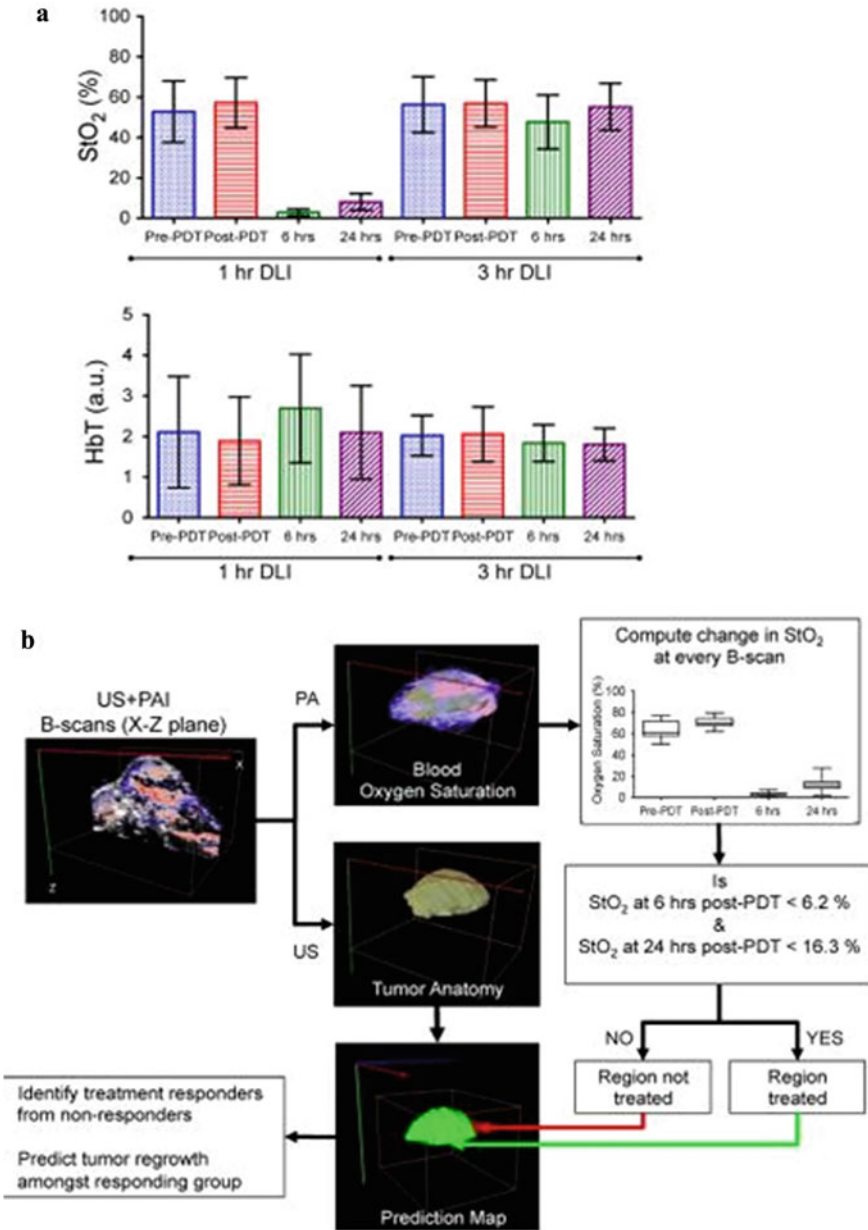 a
StO₂ (%)
100
80
60
40
20
0
Pre-PDT Post-PDT 6 hrs 24 hrs Pre-PDT Post-PDT 6 hrs 24 hrs
1 hr DLI 3 hr DLI
HbT (a.u.)
5
4
3
2
1
0
Pre-PDT Post-PDT 6 hrs 24 hrs Pre-PDT Post-PDT 6 hrs 24 hrs
1 hr DLI 3 hr DLI
b
US+PAI
B-scans (X-Z plane)
X
Z
PA
US
Blood
Oxygen Saturation
Tumor Anatomy
Compute change in StO₂
at every B-scan
Oxygen Saturation (%)
100
80
60
40
20
0
Pre-PDT Post-PDT 6 hrs 24 hrs
Is
StO₂ at 6 hrs post-PDT < 6.2 %
&
StO₂ at 24 hrs post-PDT < 16.3 %
NO YES
Region not
treated
Region
treated
Prediction Map
Identify treatment responders
from non-responders
Predict tumor regrowth
amongst responding group